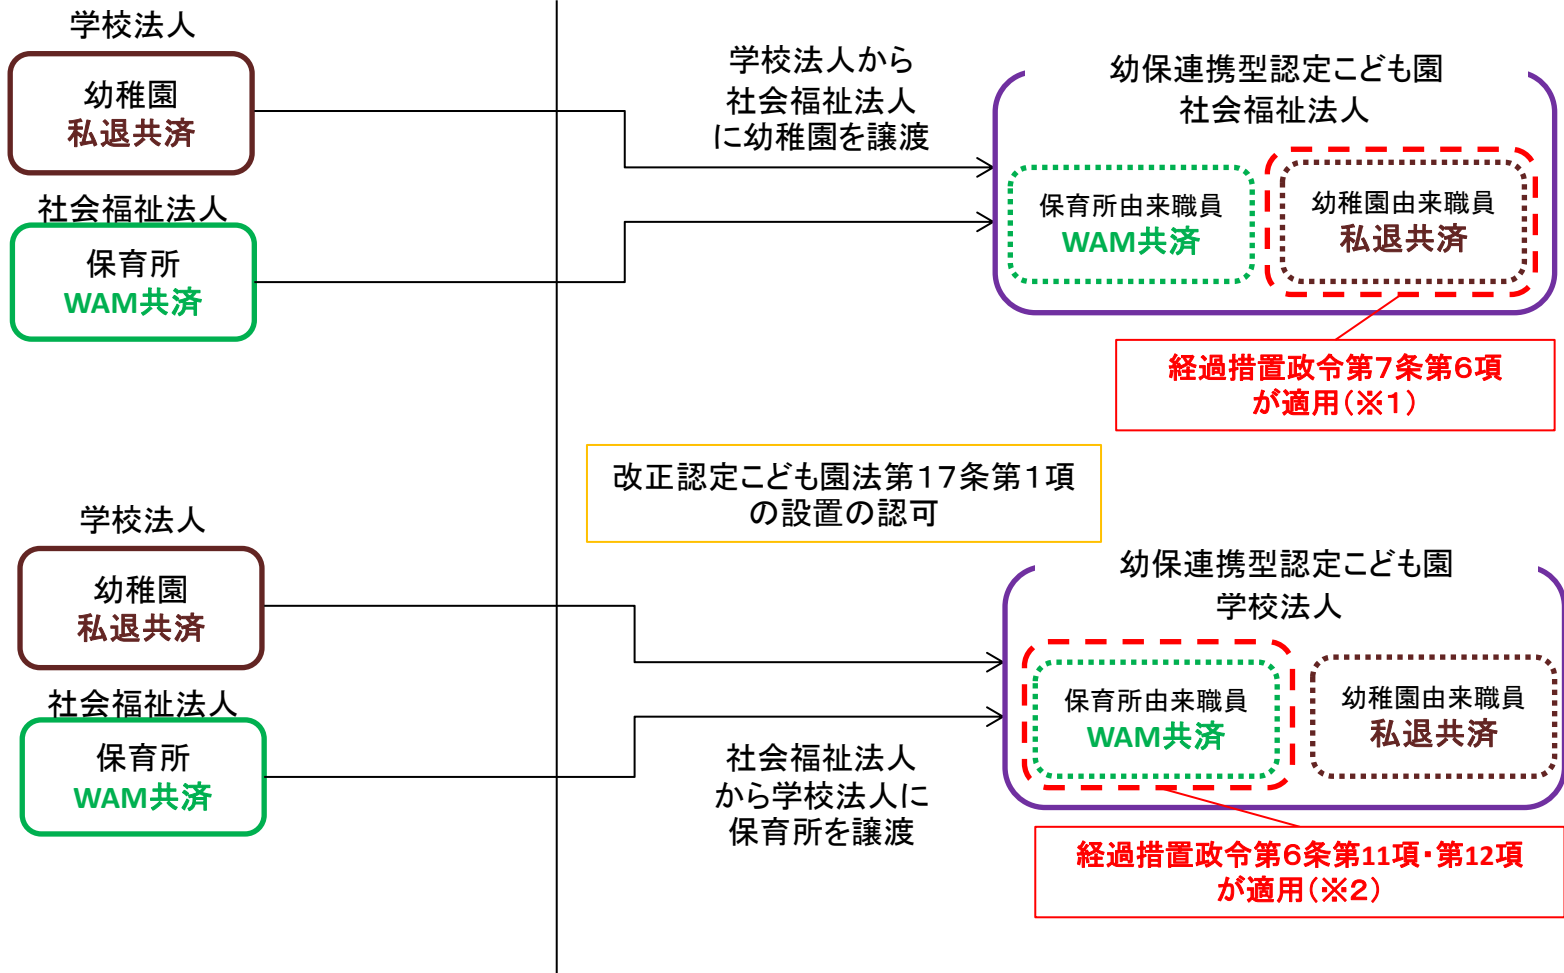 学校法人
幼稚園
私退共済
社会福祉法人
保育所
WAM共済
学校法人から
社会福祉法人
に幼稚園を譲渡
幼保連携型認定こども園
社会福祉法人
保育所由来職員
WAM共済
幼稚園由来職員
私退共済
経過措置政令第7条第6項
が適用(※1)
改正認定こども園法第17条第1項
の設置の認可
学校法人
幼稚園
私退共済
社会福祉法人
保育所
WAM共済
社会福祉法人
から学校法人に
保育所を譲渡
幼保連携型認定こども園
学校法人
保育所由来職員
WAM共済
幼稚園由来職員
私退共済
経過措置政令第6条第11項・第12項
が適用(※2)